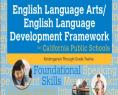 English Language Arts/
English Language
Development Framework
for California Public Schools
Kindergarten Through Grade Twelve
Foundational
Skills